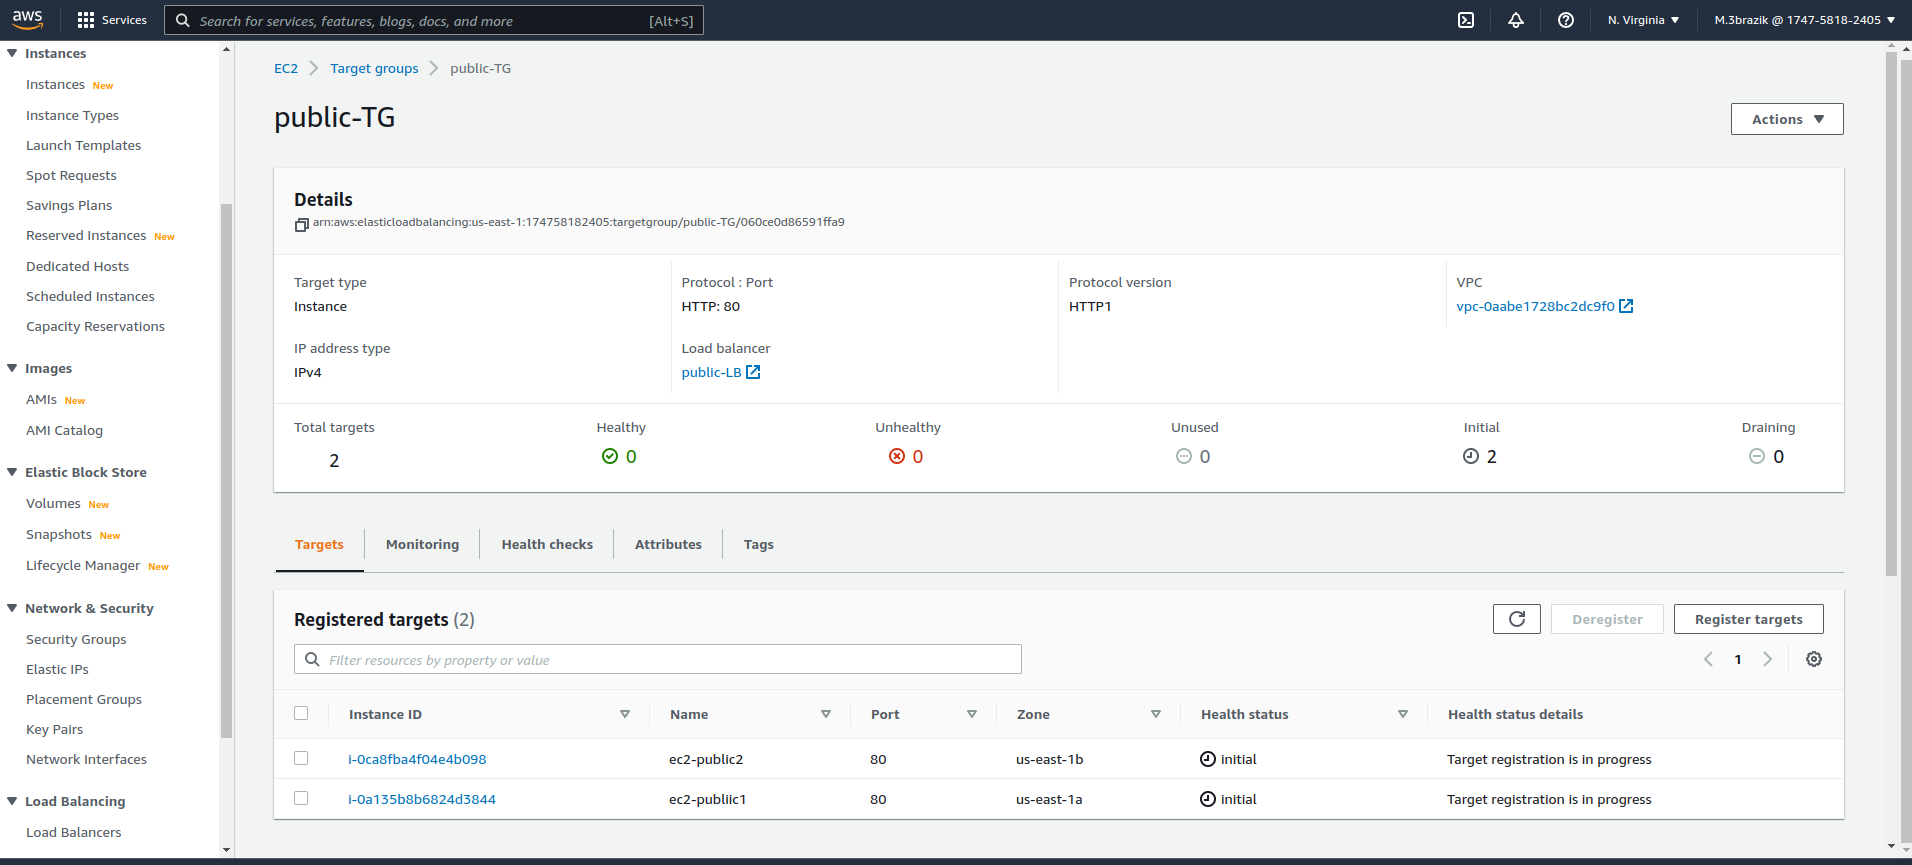 aws
Services
Search for services, features, blogs, docs, and more
[Alt+S]
N. Virginia
M.3brazik @ 1747-5818-2405
Instances
Instances New
Instance Types
Launch Templates
Spot Requests
Savings Plans
Reserved Instances New
Dedicated Hosts
Scheduled Instances
Capacity Reservations
Images
AMIs New
AMI Catalog
Elastic Block Store
Volumes New
Snapshots New
Lifecycle Manager New
Network & Security
Security Groups
Elastic IPs
Placement Groups
Key Pairs
Network Interfaces
Load Balancing
Load Balancers
EC2 Target groups public-TG
public-TG
Actions
Details
arn:aws:elasticloadbalancing:us-east-1:174758182405:targetgroup/public-TG/060ce0d86591ffa9
Target type
Instance
Protocol : Port
HTTP: 80
Protocol version
HTTP1
VPC
vpc-0aabe1728bc2dc9f0
IP address type
IPv4
Load balancer
public-LB
Total targets
2
Healthy
0
Unhealthy
0
Unused
0
Initial
2
Draining
0
Targets Monitoring Health checks Attributes Tags
Registered targets (2)
Deregister
Register targets
Filter resources by property or value
1
Instance ID Name Port Zone Health status Health status details
i-0ca8fba4f04e4b098 ec2-public2 80 us-east-1b initial Target registration is in progress
i-0a135b8b6824d3844 ec2-publiic1 80 us-east-1a initial Target registration is in progress